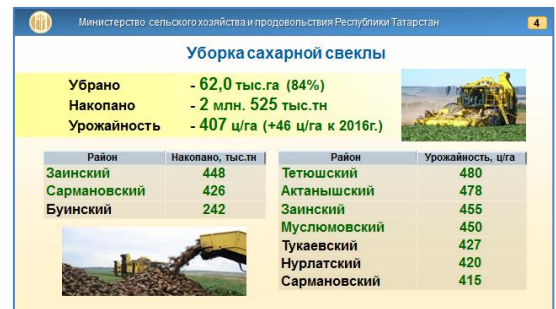 Министерство сельского хозяйства и продовольствия Республики Татарстан
4
Уборка сахарной свеклы
Убрано - 62,0 тыс.га (84%)
Накопано - 2 млн. 525 тыс.тн
Урожайность - 407 ц/га (+46 ц/га к 2016г.)
Район Накопано, тыс.тн
Заинский 448
Сармановский 426
Буинский 242
Район Урожайность, ц/га
Тетюшский 480
Актанышский 478
Заинский 455
Муслюмовский 450
Тукаевский 427
Нурлатский 420
Сармановский 415